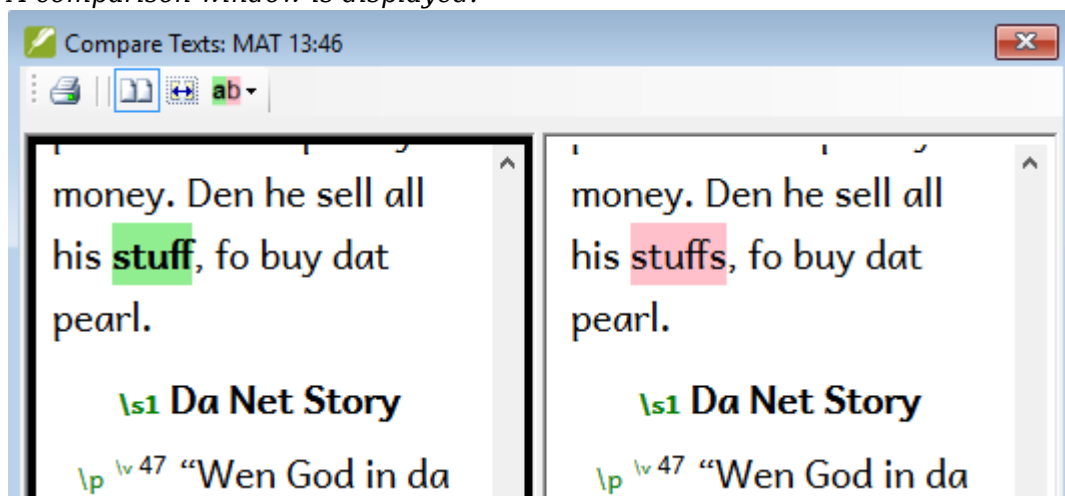 A comparison window is displayed.
Compare Texts: MAT 13:46
ab
money. Den he sell all
his stuff, fo buy dat
pearl.
\s1 Da Net Story
\p \v 47 “Wen God in da
money. Den he sell all
his stuffs, fo buy dat
pearl.
\s1 Da Net Story
\p \v 47 “Wen God in da